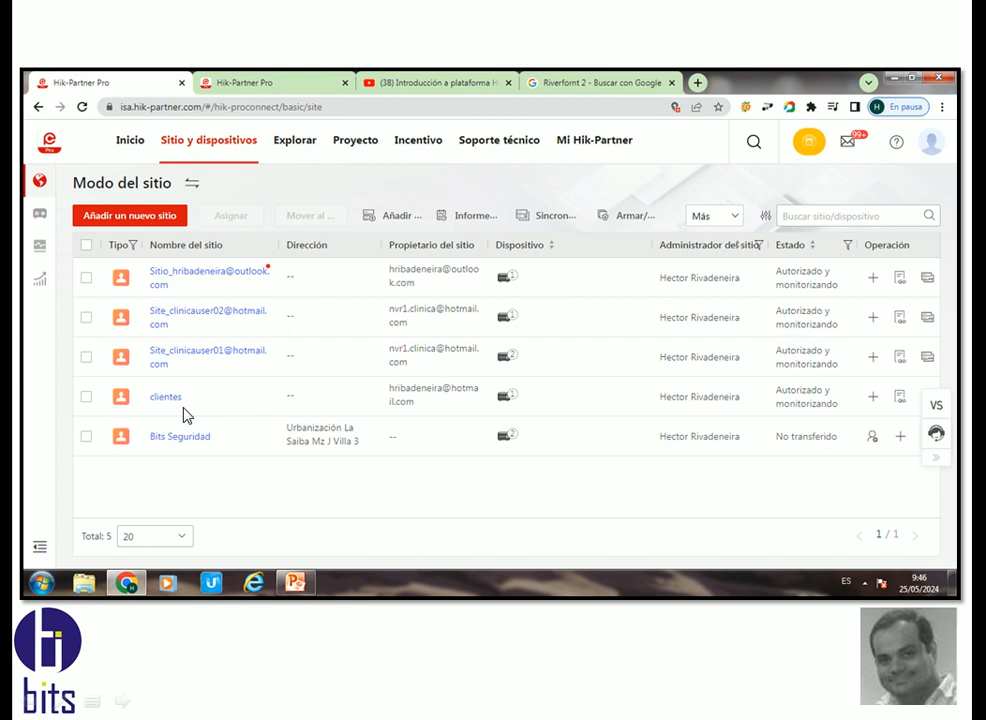 Hik-Partner Pro
Hik-Partner Pro
(38) Introducción a plataforma H
Riverfornt 2 - Buscar con Google
isa.hik-partner.com/#/hik-proconnect/basic/site
H En pausa
Pro
Inicio Sitio y dispositivos Explorar Proyecto Incentivo Soporte técnico Mi Hik-Partner
99+
Modo del sitio
Añadir un nuevo sitio Asignar Mover al ... Añadir ... Informe... Sincron... Armar/... Más Buscar sitio/dispositivo
Tipo Nombre del sitio Dirección Propietario del sitio Dispositivo Administrador del sitio Estado Operación
Sitio_hribadeneira@outlook.
com
--
hribadeneira@outloo
k.com
1
Hector Rivadeneira
Autorizado y
monitorizando
Site_clinicauser02@hotmail.
com
--
nvr1.clinica@hotmail.
com
1
Hector Rivadeneira
Autorizado y
monitorizando
Site_clinicauser01@hotmail.
com
--
nvr1.clinica@hotmail.
com
2
Hector Rivadeneira
Autorizado y
monitorizando
clientes
--
hribadeneira@hotma
il.com
1
Hector Rivadeneira
Autorizado y
monitorizando
VS
Bits Seguridad
Urbanización La
Saiba Mz J Villa 3
--
2
Hector Rivadeneira
No transferido
Total: 5 20
1 / 1
ES
9:46
25/05/2024
bits